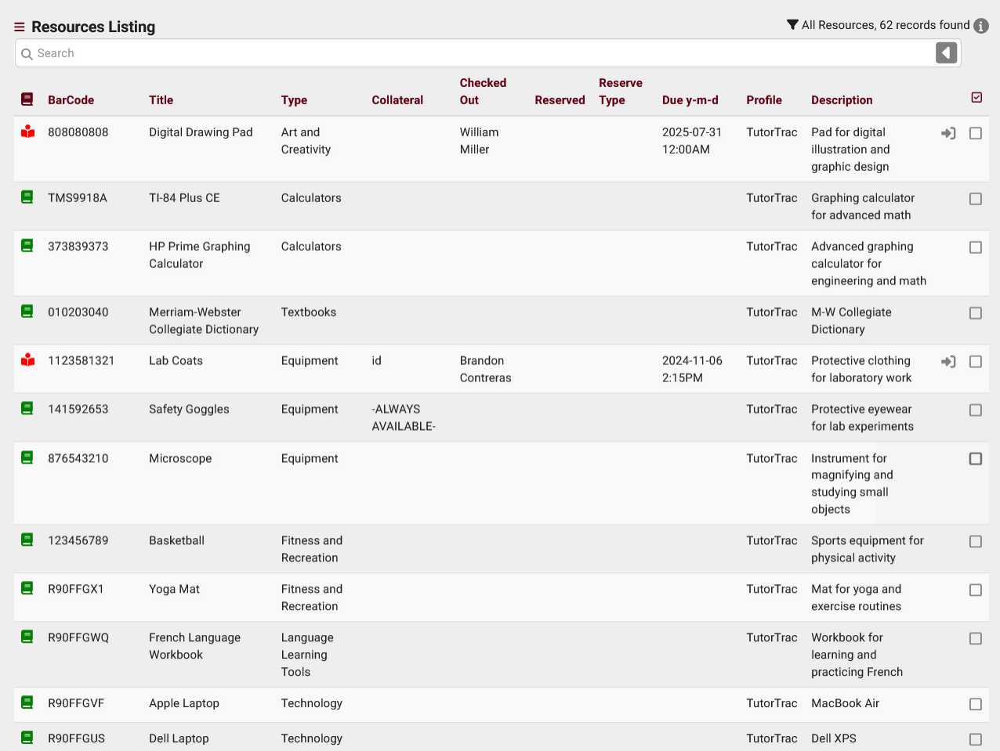 Resources Listing
All Resources, 62 records found
Search
BarCode Title Type Collateral Checked Out Reserved Reserve Type Due y-m-d Profile Description
808080808 Digital Drawing Pad Art and Creativity William Miller 2025-07-31 12:00AM TutorTrac Pad for digital illustration and graphic design
TMS9918A TI-84 Plus CE Calculators TutorTrac Graphing calculator for advanced math
373839373 HP Prime Graphing Calculator Calculators TutorTrac Advanced graphing calculator for engineering and math
010203040 Merriam-Webster Collegiate Dictionary Textbooks TutorTrac M-W Collegiate Dictionary
1123581321 Lab Coats Equipment id Brandon Contreras 2024-11-06 2:15PM TutorTrac Protective clothing for laboratory work
141592653 Safety Goggles Equipment -ALWAYS AVAILABLE- TutorTrac Protective eyewear for lab experiments
876543210 Microscope Equipment TutorTrac Instrument for magnifying and studying small objects
123456789 Basketball Fitness and Recreation TutorTrac Sports equipment for physical activity
R90FFGX1 Yoga Mat Fitness and Recreation TutorTrac Mat for yoga and exercise routines
R90FFGWQ French Language Workbook Language Learning Tools TutorTrac Workbook for learning and practicing French
R90FFGVF Apple Laptop Technology TutorTrac MacBook Air
R90FFGUS Dell Laptop Technology TutorTrac Dell XPS